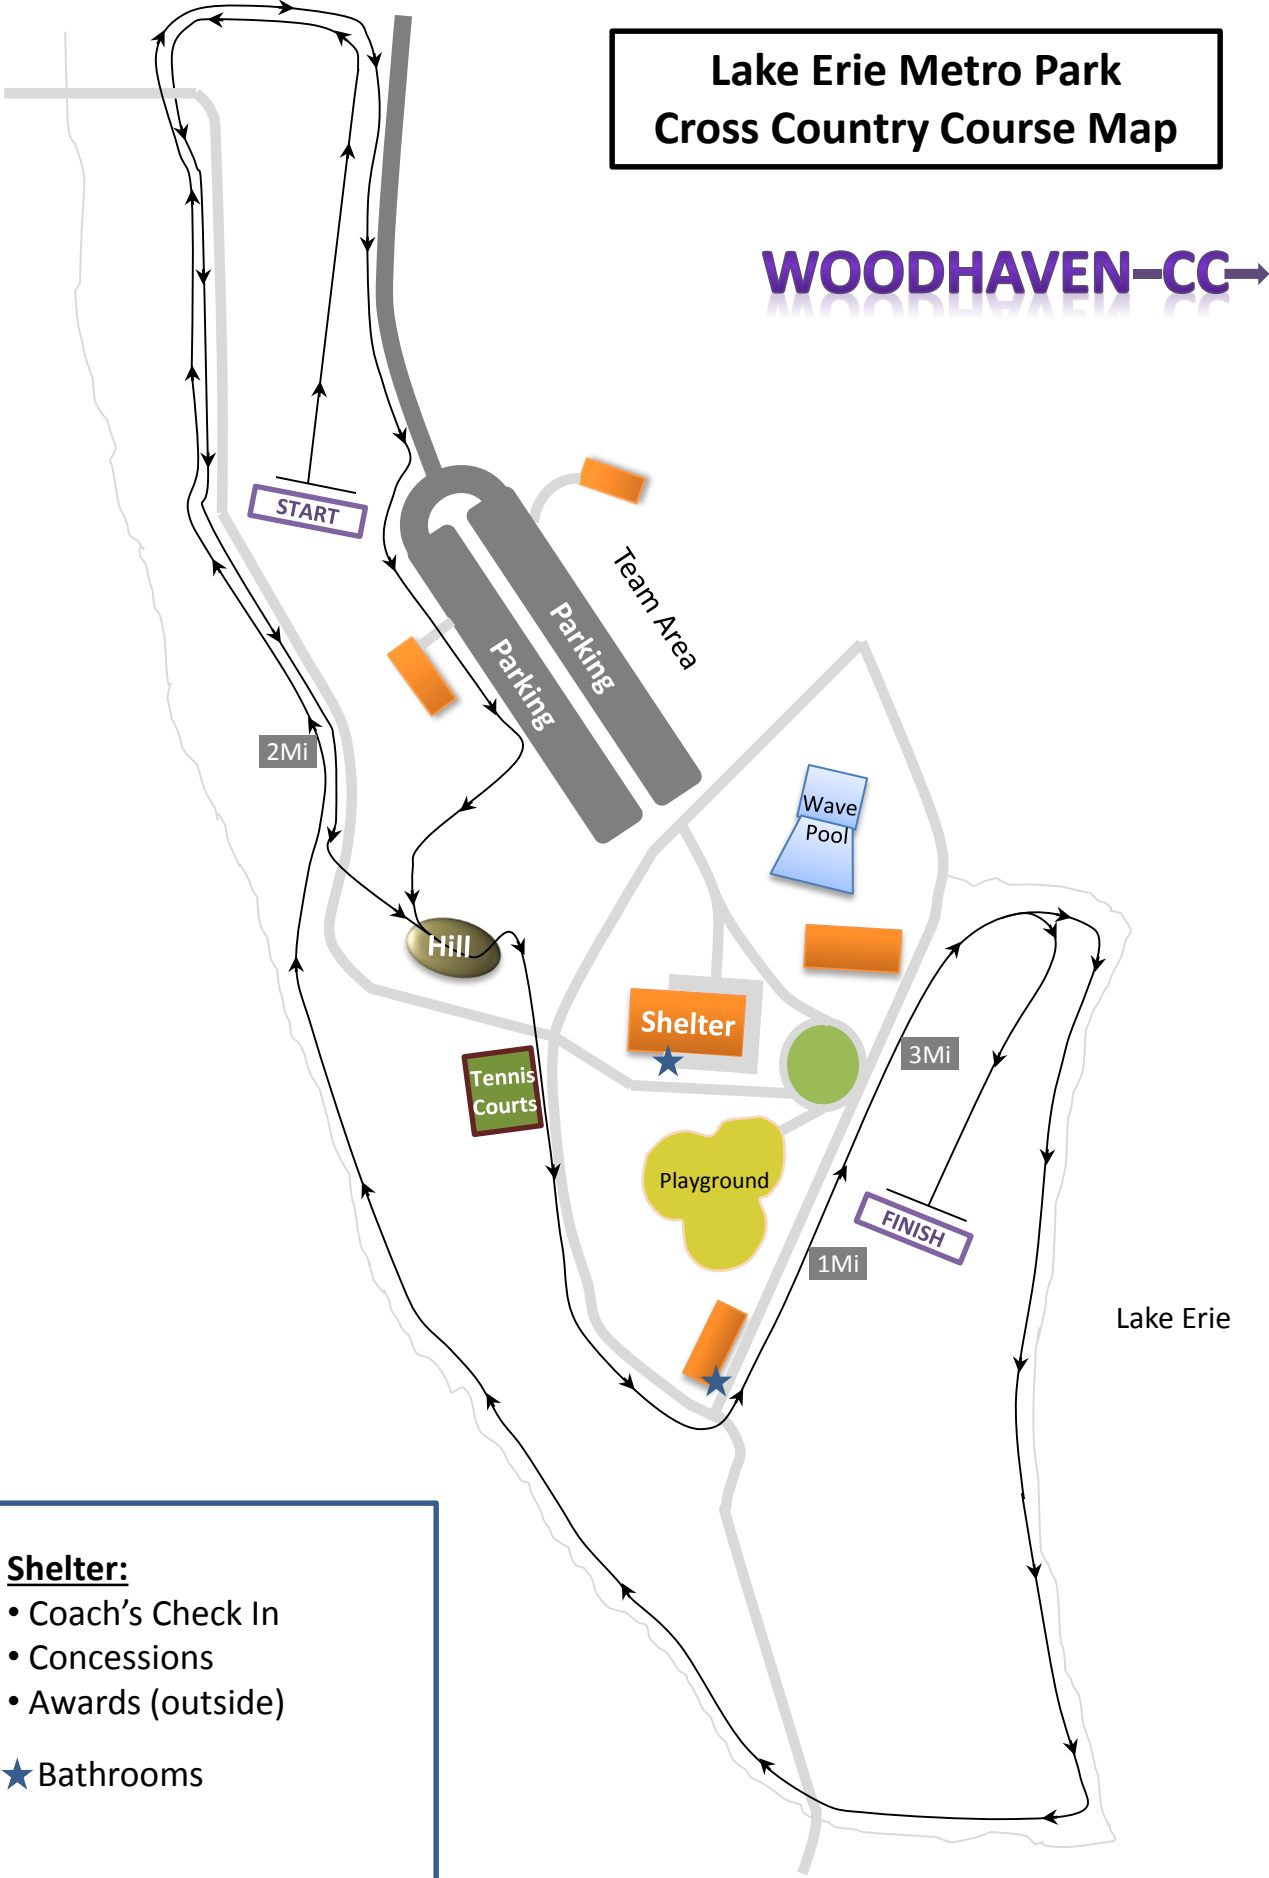 Lake Erie Metro Park
Cross Country Course Map
WOODHAVEN–CC
START
Team Area
Parking
Parking
2Mi
Wave
Pool
Hill
Shelter
3Mi
Tennis
Courts
Playground
FINISH
1Mi
Lake Erie
Shelter:
• Coach’s Check In
• Concessions
• Awards (outside)
Bathrooms